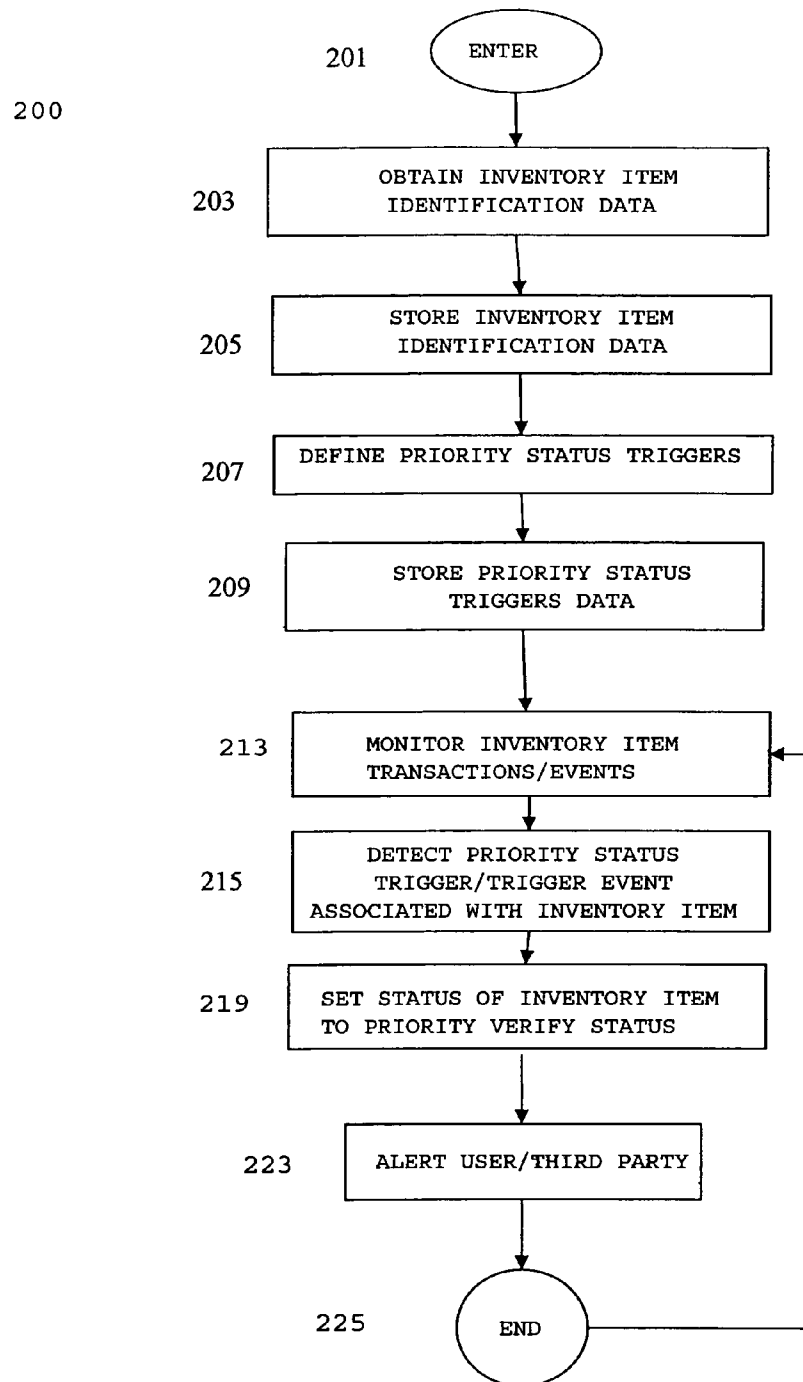 201
ENTER
200
203
OBTAIN INVENTORY ITEM
IDENTIFICATION DATA
205
STORE INVENTORY ITEM
IDENTIFICATION DATA
207
DEFINE PRIORITY STATUS TRIGGERS
209
STORE PRIORITY STATUS
TRIGGERS DATA
213
MONITOR INVENTORY ITEM
TRANSACTIONS/EVENTS
215
DETECT PRIORITY STATUS
TRIGGER/TRIGGER EVENT
ASSOCIATED WITH INVENTORY ITEM
219
SET STATUS OF INVENTORY ITEM
TO PRIORITY VERIFY STATUS
223
ALERT USER/THIRD PARTY
225
END